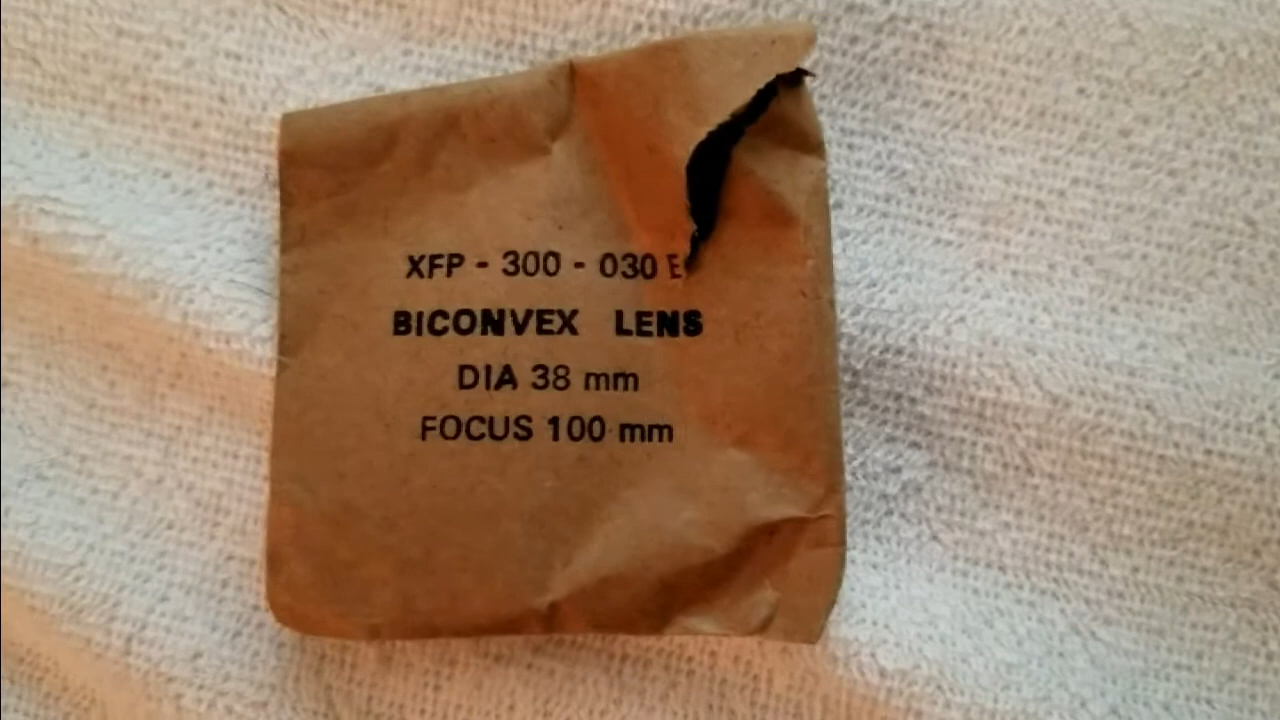 XFP - 300 - 030 E
BICONVEX LENS
DIA 38 mm
FOCUS 100 mm